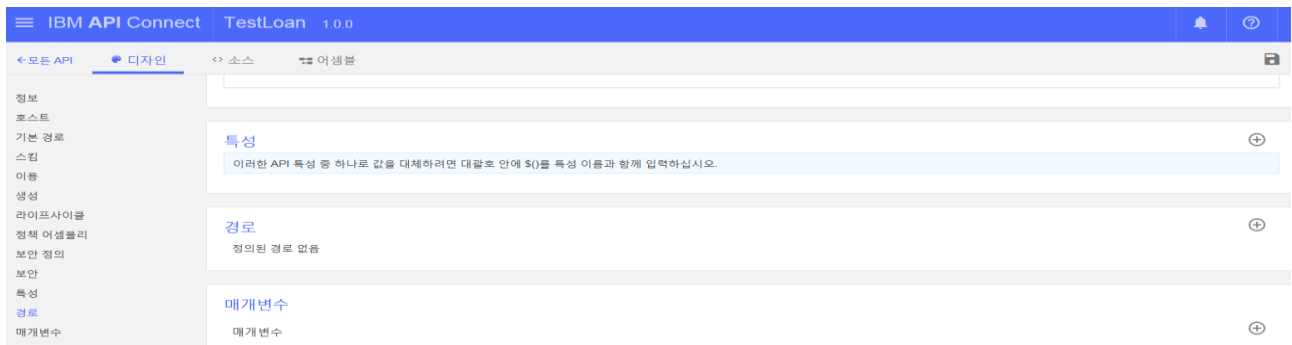 IBM API Connect TestLoan 1.0.0
모든 API 디자인 소스 어셈블
정보
호스트
기본 경로
스킴
이용
생성
라이프사이클
정책 어셈블리
보안 정의
보안
특성
경로
매개변수
특성
이러한 API 특성 중 하나로 값을 대체하려면 대괄호 안에 $()를 특성 이름과 함께 입력하십시오.
경로
정의된 경로 없음
매개변수
매개변수